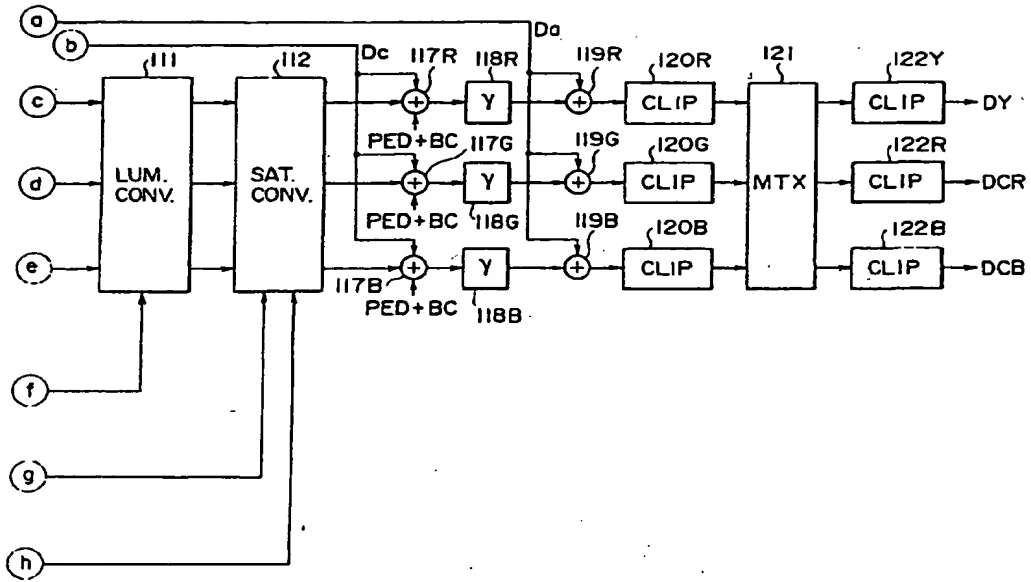 a
b
Dc
Da
111
112
117R
118R
119R
120R
121
122Y
c
γ
CLIP
CLIP
DY
PED+BC
117G
119G
120G
122R
d
LUM.
CONV.
SAT.
CONV.
γ
CLIP
MTX
CLIP
DCR
PED+BC
118G
119B
120B
122B
e
γ
CLIP
CLIP
DCB
117B
PED+BC
118B
f
g
h